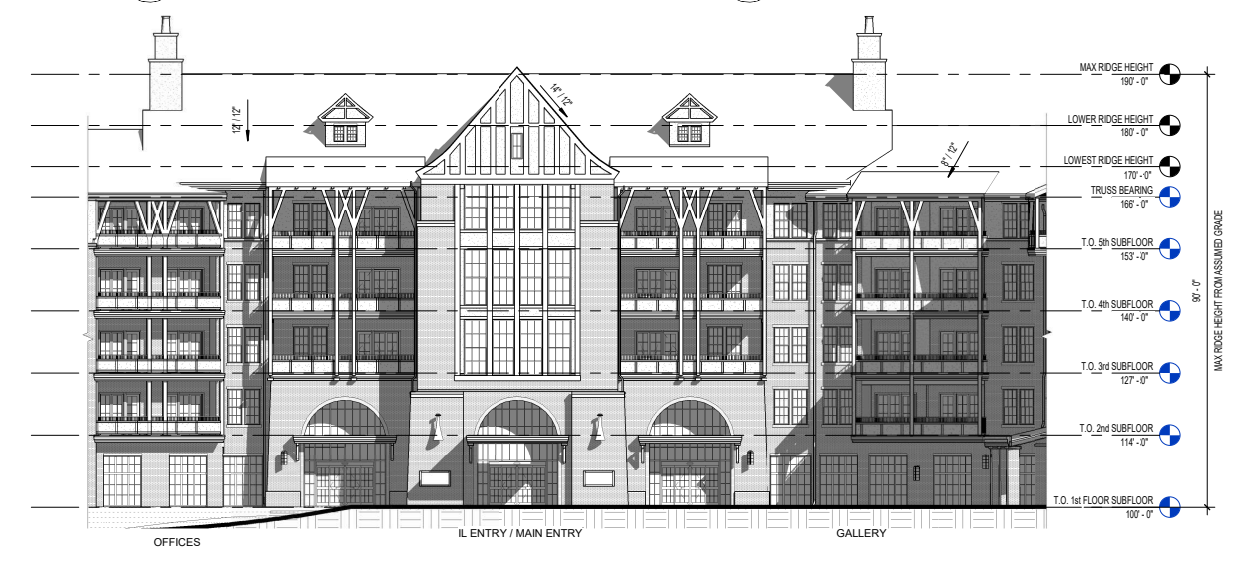 MAX RIDGE HEIGHT
190' - 0"
14" / 12"
12" / 12"
LOWER RIDGE HEIGHT
180' - 0"
8" / 12"
LOWEST RIDGE HEIGHT
170' - 0"
TRUSS BEARING
166' - 0"
T.O. 5th SUBFLOOR
153' - 0"
90' - 0"
MAX RIDGE HEIGHT FROM ASSUMED GRADE
T.O. 4th SUBFLOOR
140' - 0"
T.O. 3rd SUBFLOOR
127' - 0"
T.O. 2nd SUBFLOOR
114' - 0"
T.O. 1st FLOOR SUBFLOOR
100' - 0"
OFFICES
IL ENTRY / MAIN ENTRY
GALLERY